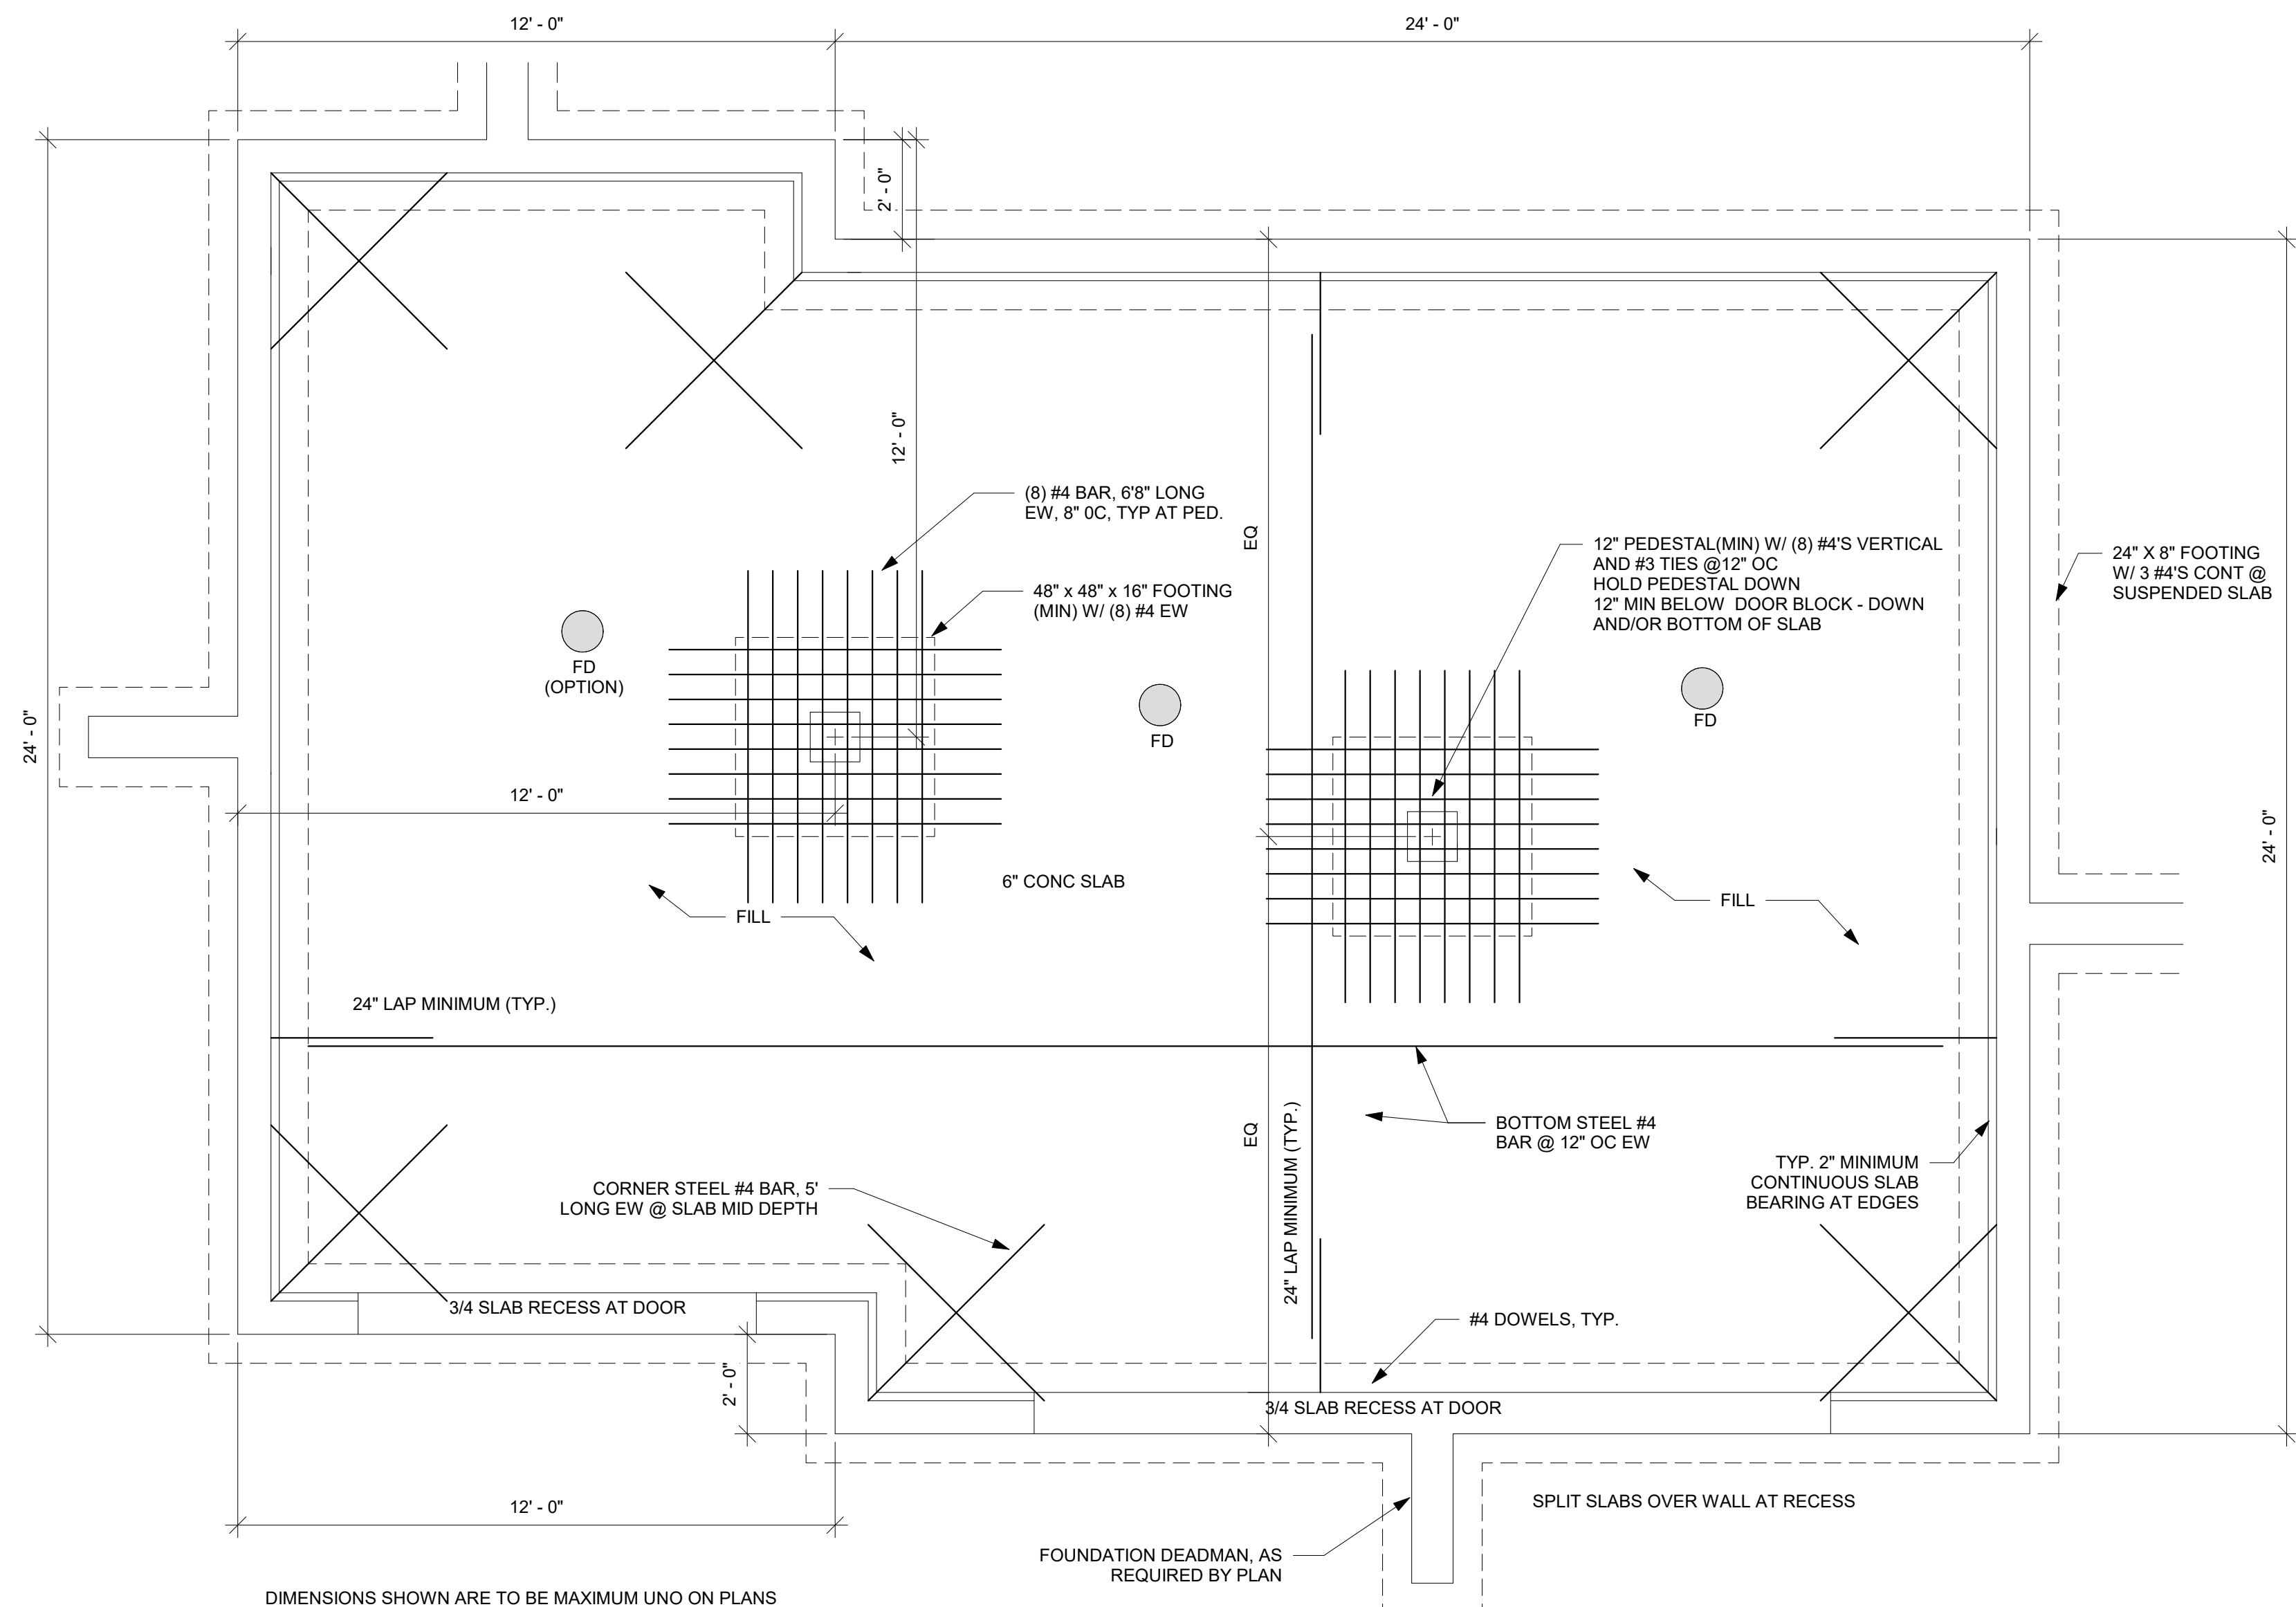 12' - 0"
24' - 0"
2' - 0"
12' - 0"
(8) #4 BAR, 6'8" LONG
EW, 8" 0C, TYP AT PED.
EQ
12" PEDESTAL(MIN) W/ (8) #4'S VERTICAL
AND #3 TIES @12" OC
HOLD PEDESTAL DOWN
12" MIN BELOW DOOR BLOCK - DOWN
AND/OR BOTTOM OF SLAB
24" X 8" FOOTING
W/ 3 #4'S CONT @
SUSPENDED SLAB
48" x 48" x 16" FOOTING
(MIN) W/ (8) #4 EW
FD
(OPTION)
FD
FD
24' - 0"
12' - 0"
24' - 0"
6" CONC SLAB
FILL
FILL
24" LAP MINIMUM (TYP.)
EQ
24" LAP MINIMUM (TYP.)
BOTTOM STEEL #4
BAR @ 12" OC EW
TYP. 2" MINIMUM
CONTINUOUS SLAB
BEARING AT EDGES
CORNER STEEL #4 BAR, 5'
LONG EW @ SLAB MID DEPTH
3/4 SLAB RECESS AT DOOR
#4 DOWELS, TYP.
2' - 0"
3/4 SLAB RECESS AT DOOR
12' - 0"
SPLIT SLABS OVER WALL AT RECESS
FOUNDATION DEADMAN, AS
REQUIRED BY PLAN
DIMENSIONS SHOWN ARE TO BE MAXIMUM UNO ON PLANS